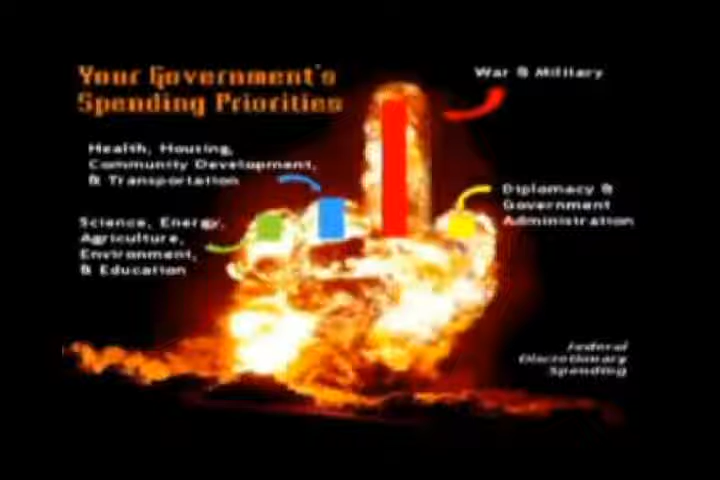 Your Government's
Spending Priorities
War & Military
Health, Housing,
Community Development,
& Transportation
Diplomacy &
Government
Administration
Science, Energy,
Agriculture,
Environment,
& Education
Federal
Discretionary
Spending